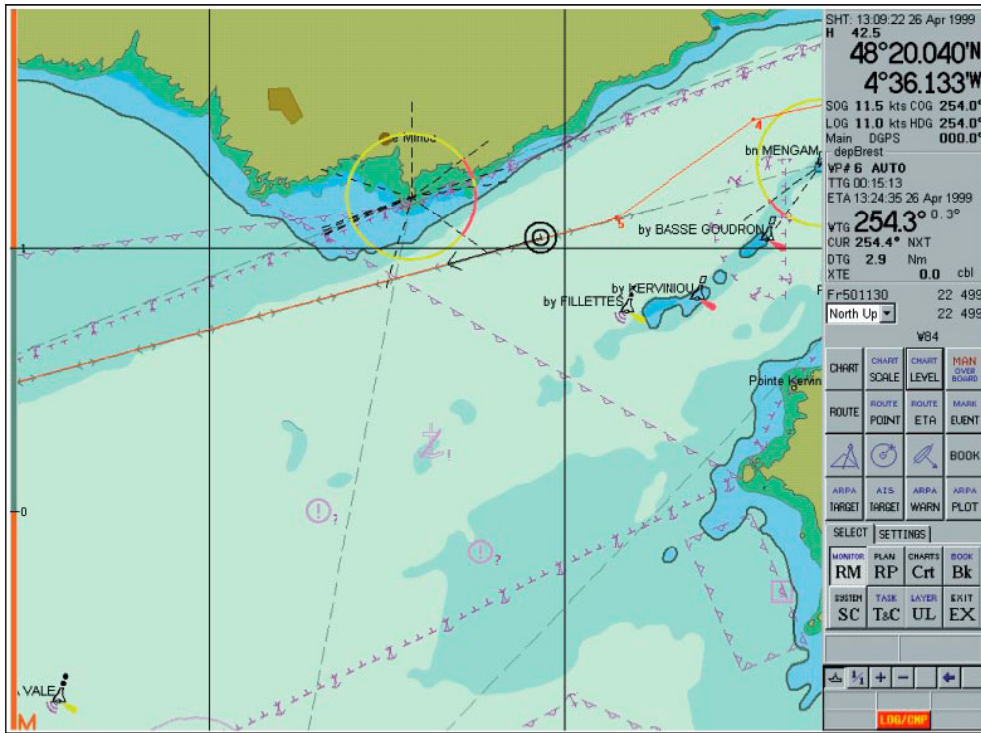 SHT: 13:09:22 26 Apr 1999
H 42.5
48°20.040'N
4°36.133'W
SOG 11.5 kts COG 254.0°
LOG 11.0 kts HDG 254.0°
Main DGPS 000.0°
depBrest
WP# 6 AUTO
TTG 00:15:13
ETA 13:24:35 26 Apr 1999
WTG 254.3° 0.3°
CUR 254.4° NXT
DTG 2.9 Nm
XTE 0.0 cbl
Fr501130 22 499
North Up 22 499
W84
CHART
CHART SCALE
CHART LEVEL
MAN OVER BOARD
ROUTE
ROUTE POINT
ROUTE ETA
MARK EVENT
BOOK
ARPA TARGET
AIS TARGET
ARPA WARN
ARPA PLOT
SELECT SETTINGS
MONITOR RM
PLAN RP
CHARTS Crt
BOOK Bk
SYSTEM SC
TASK T&C
LAYER UL
EXIT EX
1/1 + -
LOG/CMP
Minou
4
bn MENGAM
5
by BASSE GOUDRON
1
by KERVINIOU
by FILLETTES
Pointe Kervin
0
VALE
M